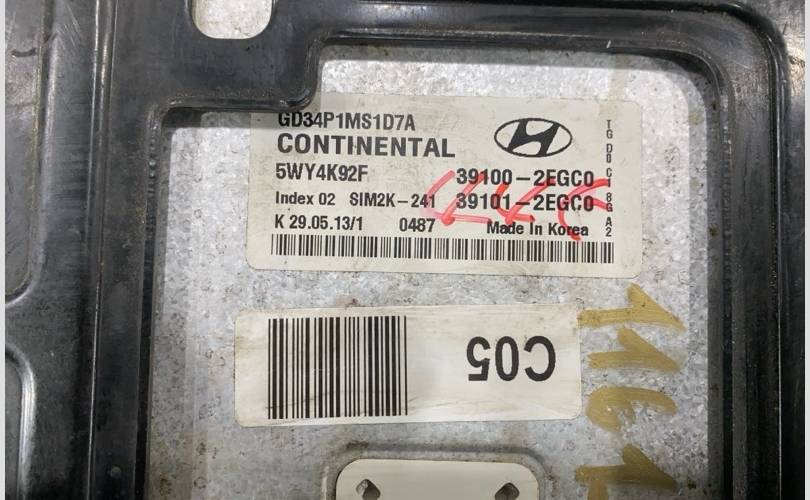 GD34P1MS1D7A
CONTINENTAL
5WY4K92F 39100-2EGC0
Index 02 SIM2K-241 39101-2EGC0
K 29.05.13/1 0487 Made In Korea
C05
116